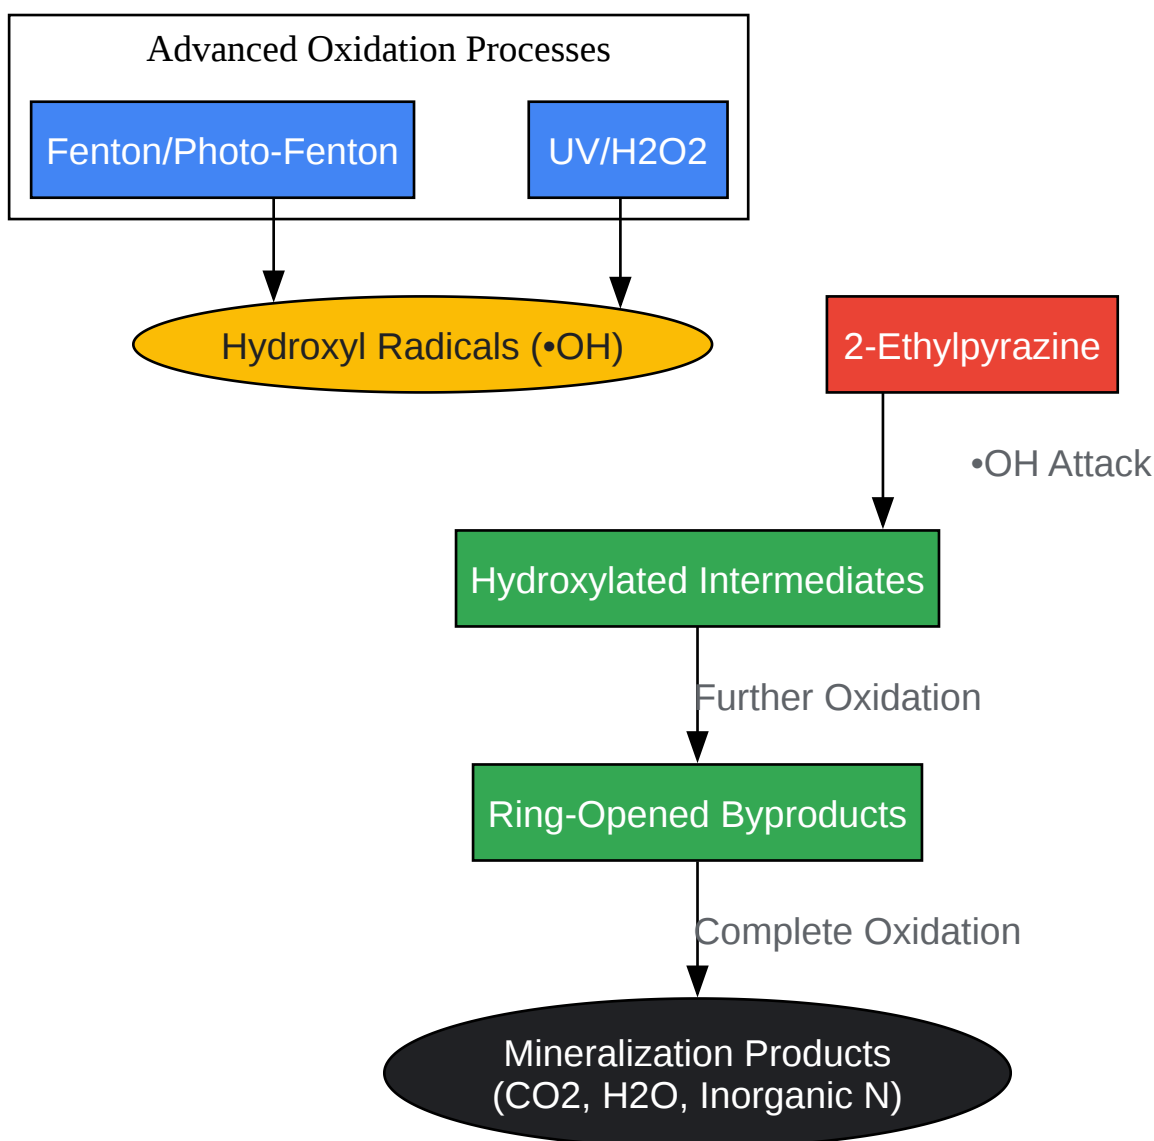 Advanced Oxidation Processes
Fenton/Photo-Fenton
UV/H2O2
Hydroxyl Radicals (•OH)
2-Ethylpyrazine
•OH Attack
Hydroxylated Intermediates
Further Oxidation
Ring-Opened Byproducts
Complete Oxidation
Mineralization Products
(CO2, H2O, Inorganic N)